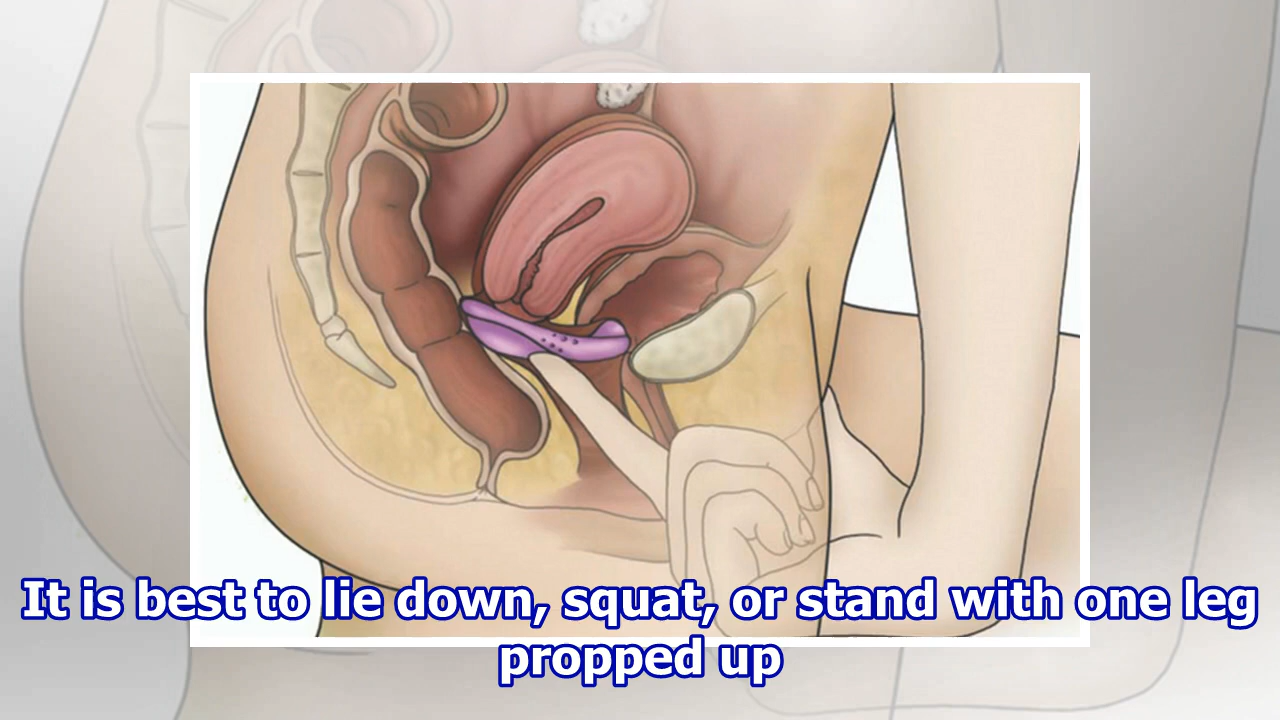 It is best to lie down, squat, or stand with one leg
propped up